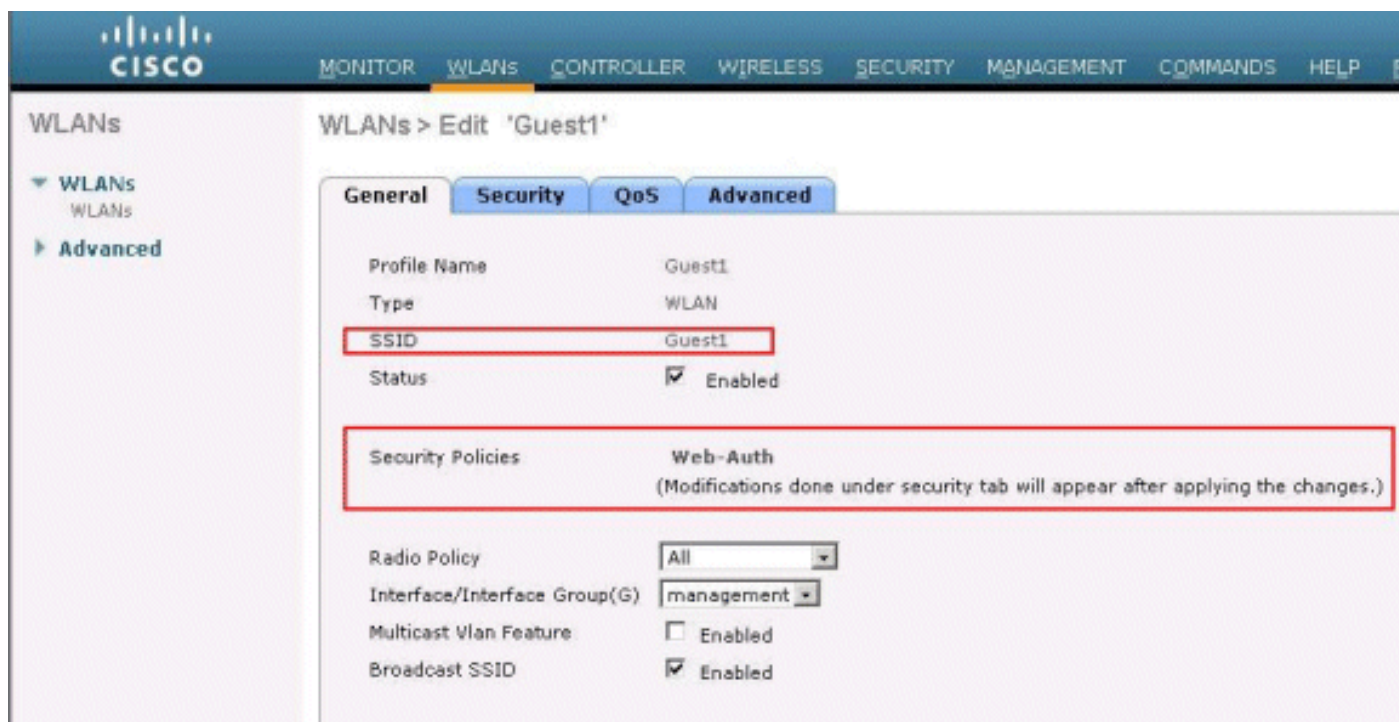 CISCO
MONITOR WLANs CONTROLLER WIRELESS SECURITY MANAGEMENT COMMANDS HELP
WLANs
WLANs
WLANs
Advanced
WLANs > Edit 'Guest1'
General Security QoS Advanced
Profile Name Guest1
Type WLAN
SSID Guest1
Status Enabled
Security Policies Web-Auth
(Modifications done under security tab will appear after applying the changes.)
Radio Policy All
Interface/Interface Group(G) management
Multicast Vlan Feature Enabled
Broadcast SSID Enabled